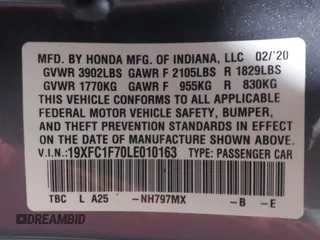 MFD. BY HONDA MFG. OF INDIANA, LLC 02/'20
GVWR 3902LBS GAWR F 2105LBS R 1829LBS
GVWR 1770KG GAWR F 955KG R 830KG
THIS VEHICLE CONFORMS TO ALL APPLICABLE
FEDERAL MOTOR VEHICLE SAFETY, BUMPER,
AND THEFT PREVENTION STANDARDS IN EFFECT
ON THE DATE OF MANUFACTURE SHOWN ABOVE.
V.I.N.:19XFC1F70LE010163 TYPE: PASSENGER CAR
TBC L A25 -NH797MX -B -E
DREAMBID